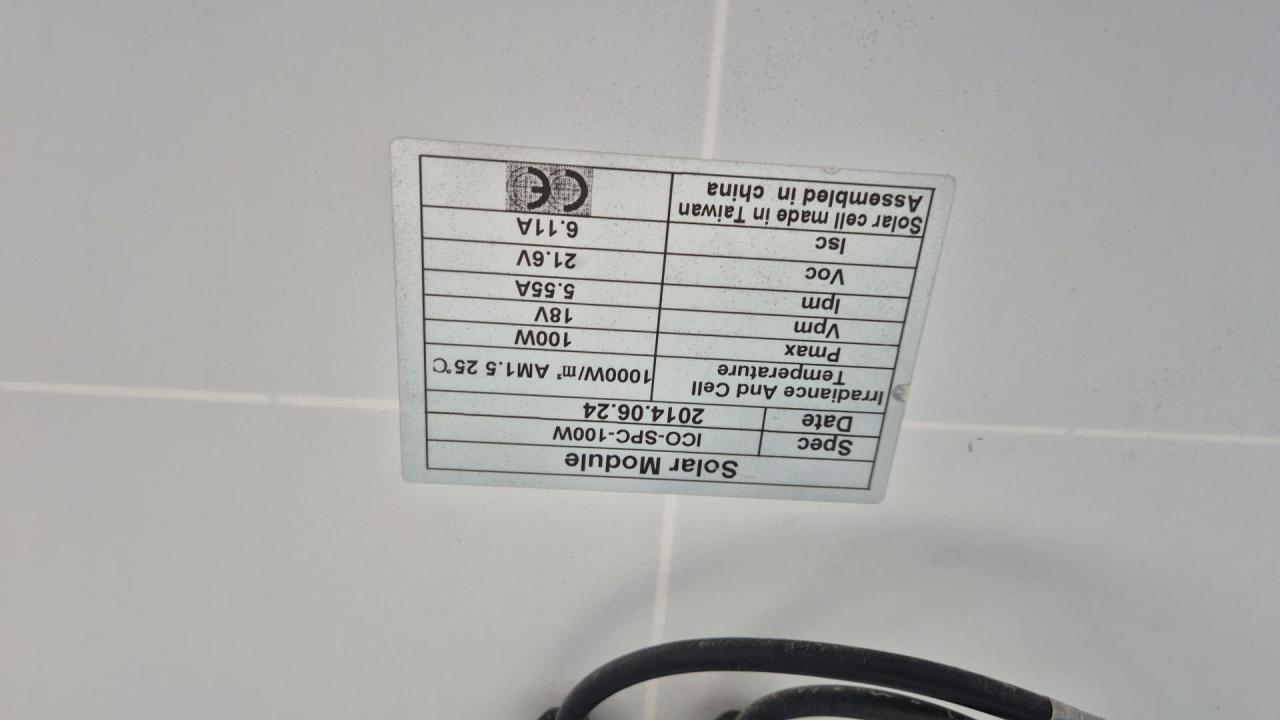 Solar Module
Spec ICO-SPC-100W
Date 2014.06.24
Irradiance And Cell
Temperature 1000W/m² AM1.5 25℃
Pmax 100W
Vpm 18V
Ipm 5.55A
Voc 21.6V
Isc 6.11A
Solar cell made in Taiwan
Assembled in china
CE